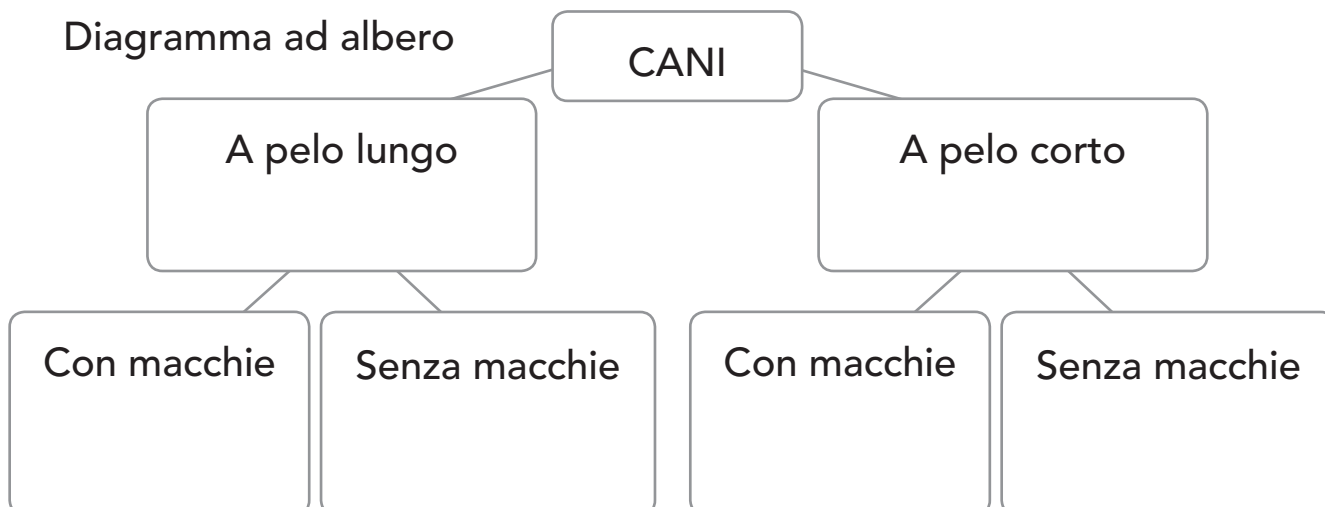 Diagramma ad albero
CANI
A pelo lungo
A pelo corto
Con macchie
Senza macchie
Con macchie
Senza macchie